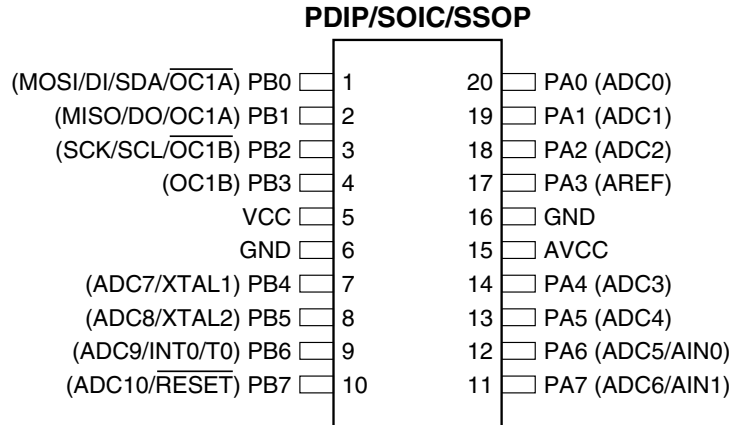 PDIP/SOIC/SSOP
(MOSI/DI/SDA/O̅C̅1̅A̅) PB0 1 20 PA0 (ADC0)
(MISO/DO/OC1A) PB1 2 19 PA1 (ADC1)
(SCK/SCL/O̅C̅1̅B̅) PB2 3 18 PA2 (ADC2)
(OC1B) PB3 4 17 PA3 (AREF)
VCC 5 16 GND
GND 6 15 AVCC
(ADC7/XTAL1) PB4 7 14 PA4 (ADC3)
(ADC8/XTAL2) PB5 8 13 PA5 (ADC4)
(ADC9/INT0/T0) PB6 9 12 PA6 (ADC5/AIN0)
(ADC10/R̅E̅S̅E̅T̅) PB7 10 11 PA7 (ADC6/AIN1)